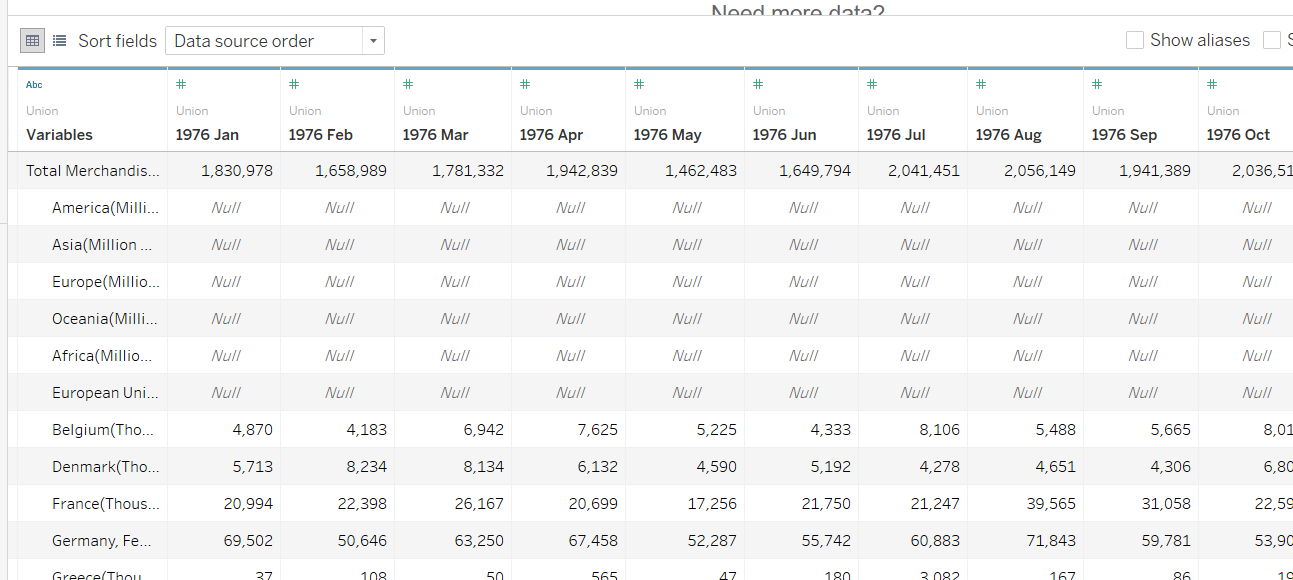 Need more data?
Sort fields Data source order Show aliases
Abc # # # # # # # # # #
Union Union Union Union Union Union Union Union Union Union Union
Variables 1976 Jan 1976 Feb 1976 Mar 1976 Apr 1976 May 1976 Jun 1976 Jul 1976 Aug 1976 Sep 1976 Oct
Total Merchandis... 1,830,978 1,658,989 1,781,332 1,942,839 1,462,483 1,649,794 2,041,451 2,056,149 1,941,389 2,036,51
America(Milli... Null Null Null Null Null Null Null Null Null Null
Asia(Million ... Null Null Null Null Null Null Null Null Null Null
Europe(Millio... Null Null Null Null Null Null Null Null Null Null
Oceania(Milli... Null Null Null Null Null Null Null Null Null Null
Africa(Millio... Null Null Null Null Null Null Null Null Null Null
European Uni... Null Null Null Null Null Null Null Null Null Null
Belgium(Tho... 4,870 4,183 6,942 7,625 5,225 4,333 8,106 5,488 5,665 8,01
Denmark(Tho... 5,713 8,234 8,134 6,132 4,590 5,192 4,278 4,651 4,306 6,80
France(Thous... 20,994 22,398 26,167 20,699 17,256 21,750 21,247 39,565 31,058 22,59
Germany, Fe... 69,502 50,646 63,250 67,458 52,287 55,742 60,883 71,843 59,781 53,90
Greece(Thou... 37 108 50 565 47 180 3,082 167 86 19